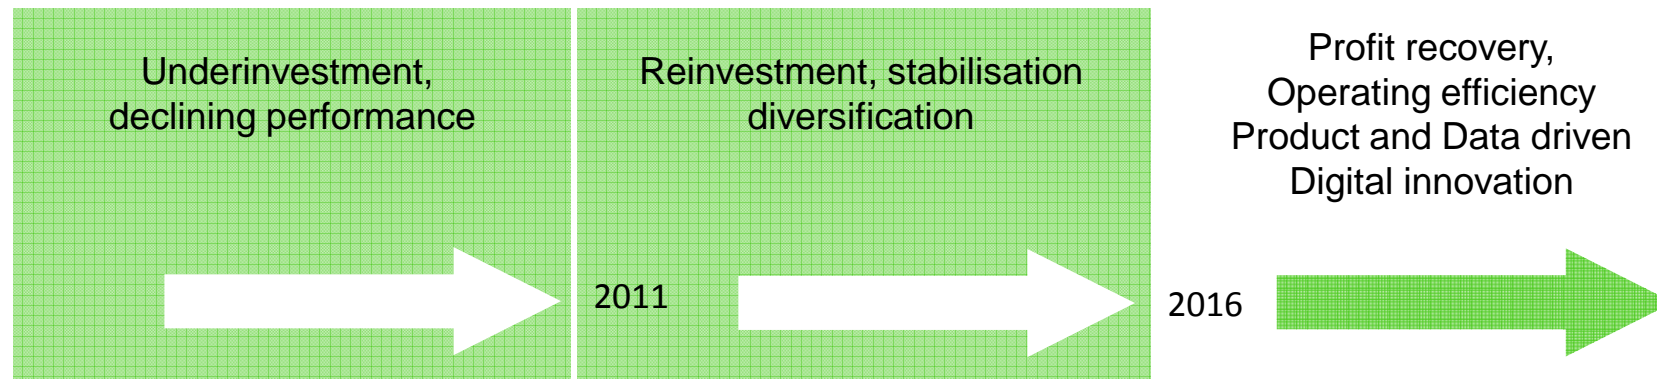 Underinvestment,
declining performance
Reinvestment, stabilisation
diversification
2011
Profit recovery,
Operating efficiency
Product and Data driven
Digital innovation
2016